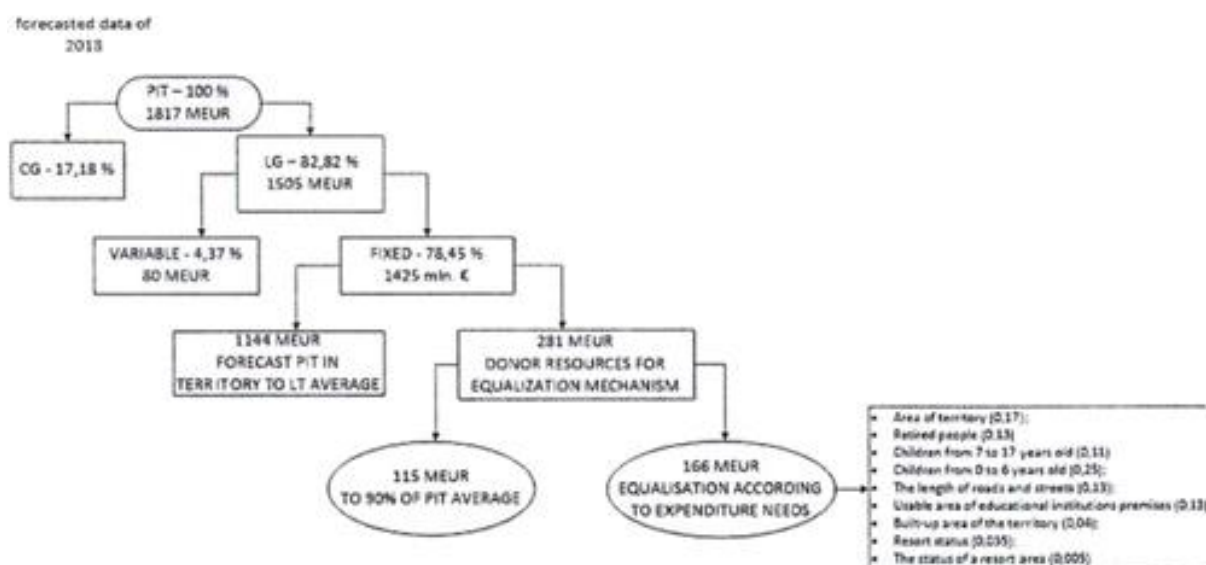 forecasted data of
2018
PIT – 100 %
1817 MEUR
CG - 17,18 %
LG – 82,82 %
1505 MEUR
VARIABLE - 4,37 %
80 MEUR
FIXED - 78,45 %
1425 mln. €
1144 MEUR
FORECAST PIT IN
TERRITORY TO LT AVERAGE
281 MEUR
DONOR RESOURCES FOR
EQUALIZATION MECHANISM
115 MEUR
TO 90% OF PIT AVERAGE
166 MEUR
EQUALISATION ACCORDING
TO EXPENDITURE NEEDS
• Area of territory (0,17);
• Retired people (0,13)
• Children from 7 to 17 years old (0,11)
• Children from 0 to 6 years old (0,25);
• The length of roads and streets (0,13);
• Usable area of educational institutions premises (0,13)
• Built-up area of the territory (0,04);
• Resort status (0,035);
• The status of a resort area (0,005)